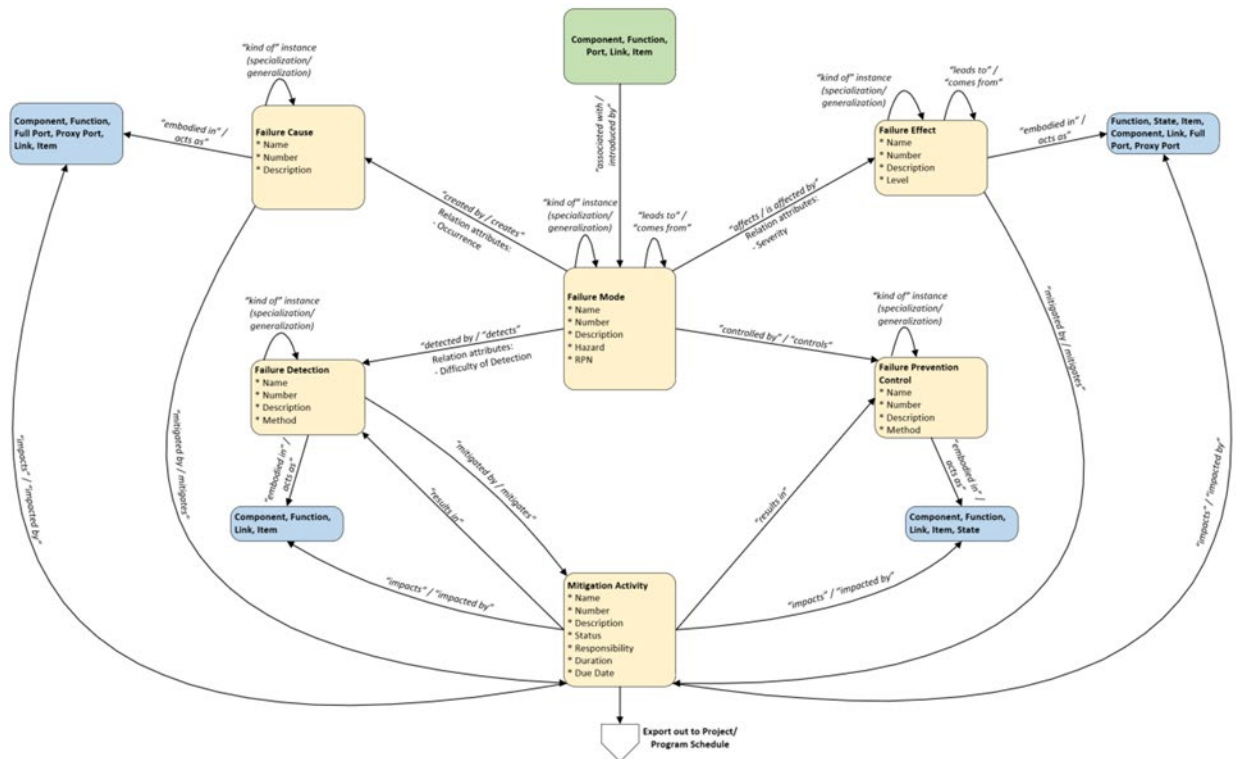 Component, Function,
Port, Link, Item
"kind of" instance
(specialization/
generalization)
"kind of" instance
(specialization/
generalization)
"leads to" /
"comes from"
Component, Function,
Full Port, Proxy Port,
Link, Item
"embodied in" /
acts as"
Failure Cause
* Name
* Number
* Description
"associated with /
introduced by"
Failure Effect
* Name
* Number
* Description
* Level
"embodied in" /
acts as"
Function, State, Item,
Component, Link, Full
Port, Proxy Port
"created by / creates"
Relation attributes:
- Occurrence
"kind of" instance
(specialization/
generalization)
"leads to" /
"comes from"
"affects / is affected by"
Relation attributes:
- Severity
Failure Mode
* Name
* Number
* Description
* Hazard
* RPN
"kind of" instance
(specialization/
generalization)
"detected by / "detects"
Relation attributes:
- Difficulty of Detection
"controlled by" / "controls"
"kind of" instance
(specialization/
generalization)
"mitigated by / mitigates"
Failure Detection
* Name
* Number
* Description
* Method
Failure Prevention
Control
* Name
* Number
* Description
* Method
"impacts" / "impacted by"
"mitigated by / mitigates"
"embodied in" /
acts as"
"results in"
"mitigated by / mitigates"
"results in"
"embodied in" /
acts as"
"impacts" / "impacted by"
Component, Function,
Link, Item
Component, Function,
Link, Item, State
"impacts" / "impacted by"
Mitigation Activity
* Name
* Number
* Description
* Status
* Responsibility
* Duration
* Due Date
"impacts" / "impacted by"
Export out to Project/
Program Schedule